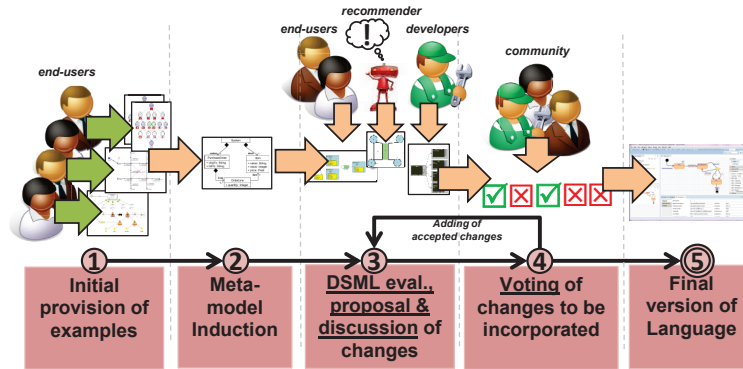 recommender
end-users
developers
community
end-users
Adding of
accepted changes
1
2
3
4
5
Initial
provision of
examples
Meta-
model
Induction
DSML eval.,
proposal &
discussion of
changes
Voting of
changes to be
incorporated
Final
version of
Language